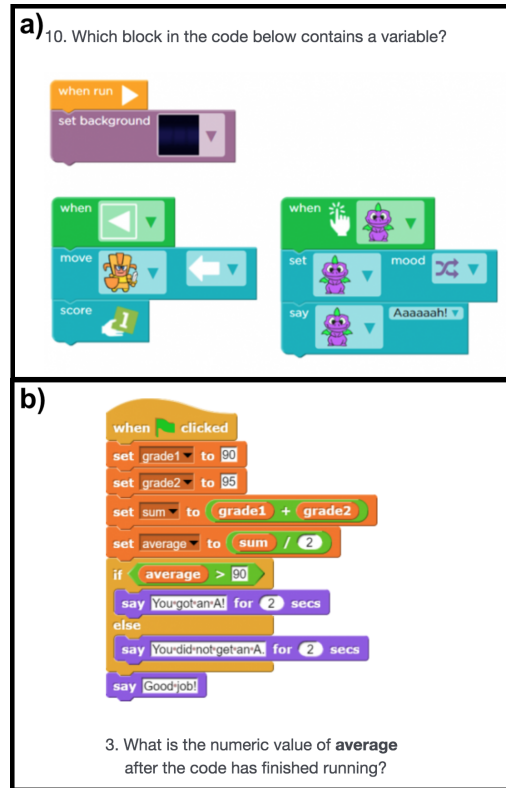 a)
10. Which block in the code below contains a variable?
when run
set background
when
move
score 1
when
set mood
say Aaaaaah!
b)
when clicked
set grade1 to 90
set grade2 to 95
set sum to grade1 + grade2
set average to sum / 2
if average > 90
say You got an A! for 2 secs
else
say You did not get an A. for 2 secs
say Good job!
3. What is the numeric value of average
after the code has finished running?